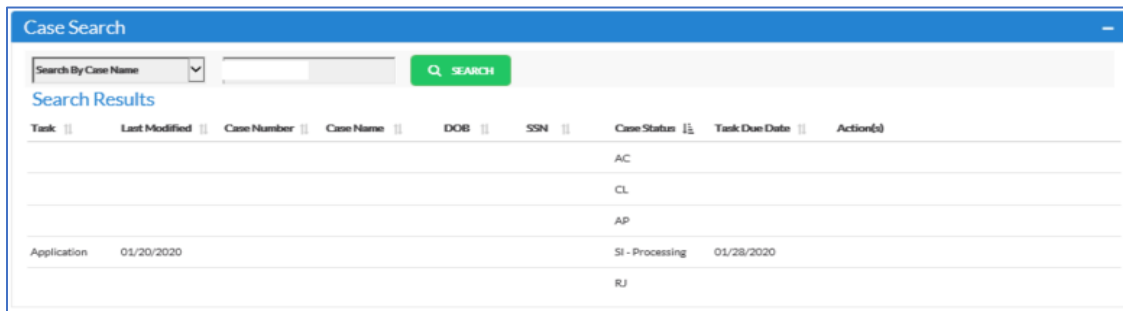 Case Search
Search By Case Name SEARCH
Search Results
Task Last Modified Case Number Case Name DOB SSN Case Status Task Due Date Action(s)
AC
CL
AP
Application 01/20/2020 SI - Processing 01/28/2020
RJ